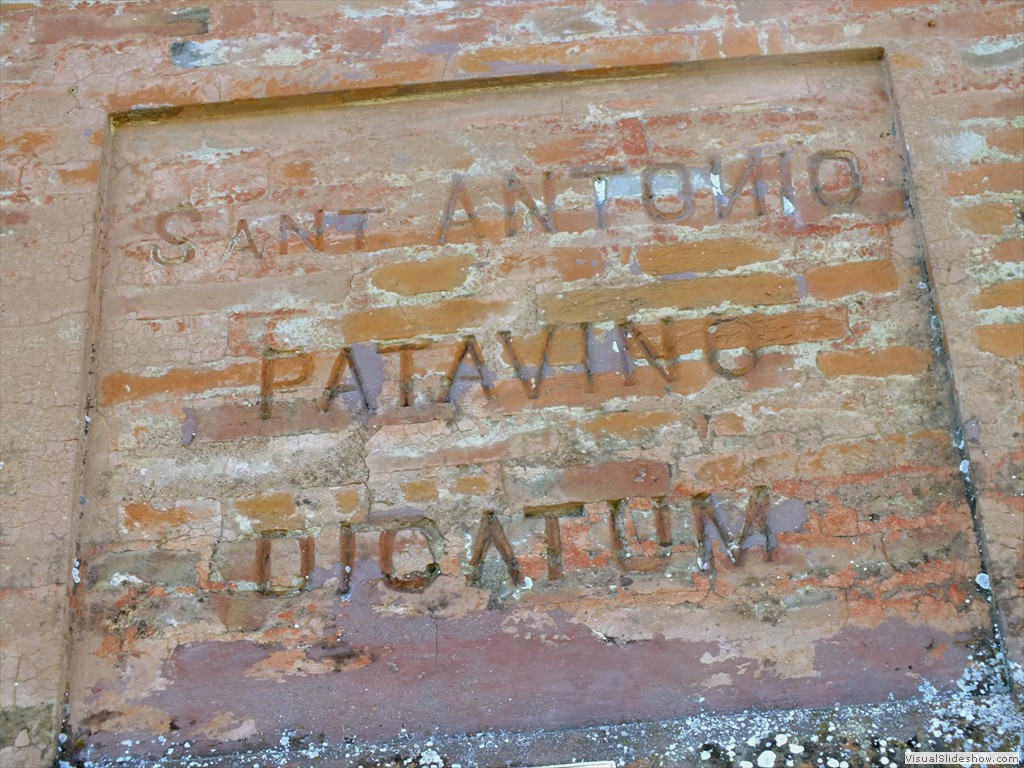 SANT ANTONIO
PATAVINO
DICATUM
VisualSlideshow.com